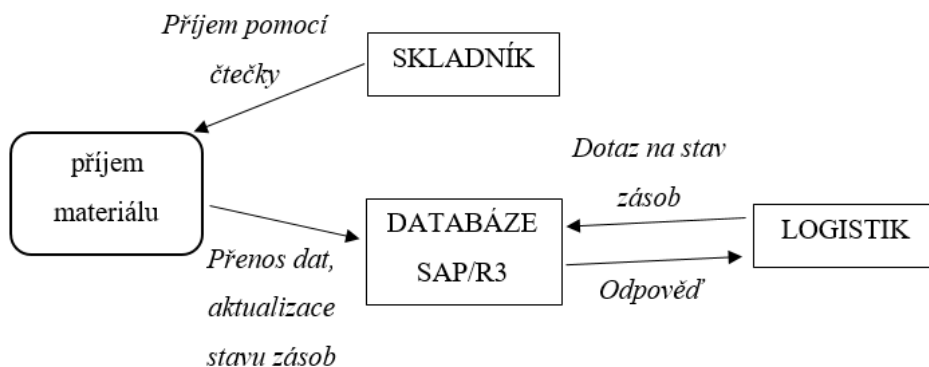 Příjem pomocí
čtečky
SKLADNÍK
příjem
materiálu
Dotaz na stav
zásob
DATABÁZE
SAP/R3
LOGISTIK
Přenos dat,
aktualizace
stavu zásob
Odpověď